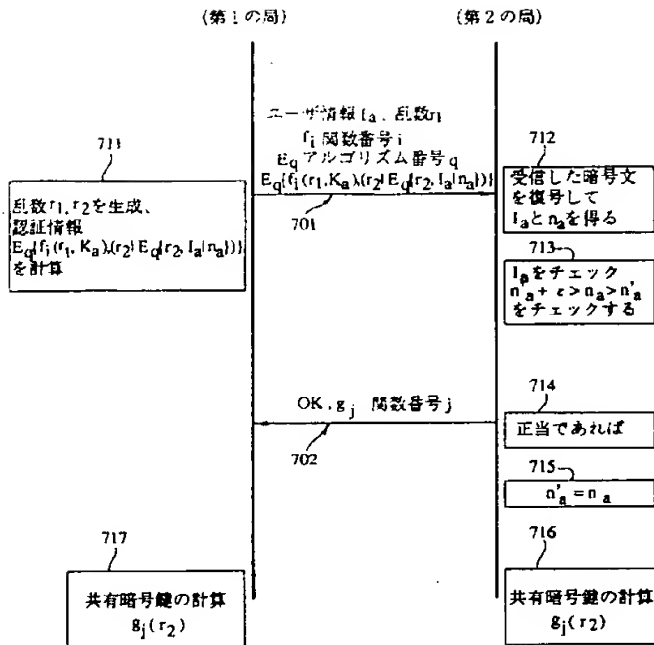 (第1の局)
(第2の局)
ユーザ情報 Ia、乱数r1
fi 関数番号 i
Eq アルゴリズム番号 q
Eq{fi(r1, Ka),(r2|Eq{r2, Ia|na})}
701
711
乱数r1, r2を生成、
認証情報
Eq{fi(r1, Ka),(r2|Eq{r2, Ia|na})}
を計算
712
受信した暗号文
を復号して
Iaとnaを得る
713
Iaをチェック
n'a + ε > na > n'a
をチェックする
OK, gj 関数番号 j
702
714
正当であれば
715
n'a = na
717
共有暗号鍵の計算
gj(r2)
716
共有暗号鍵の計算
gj(r2)